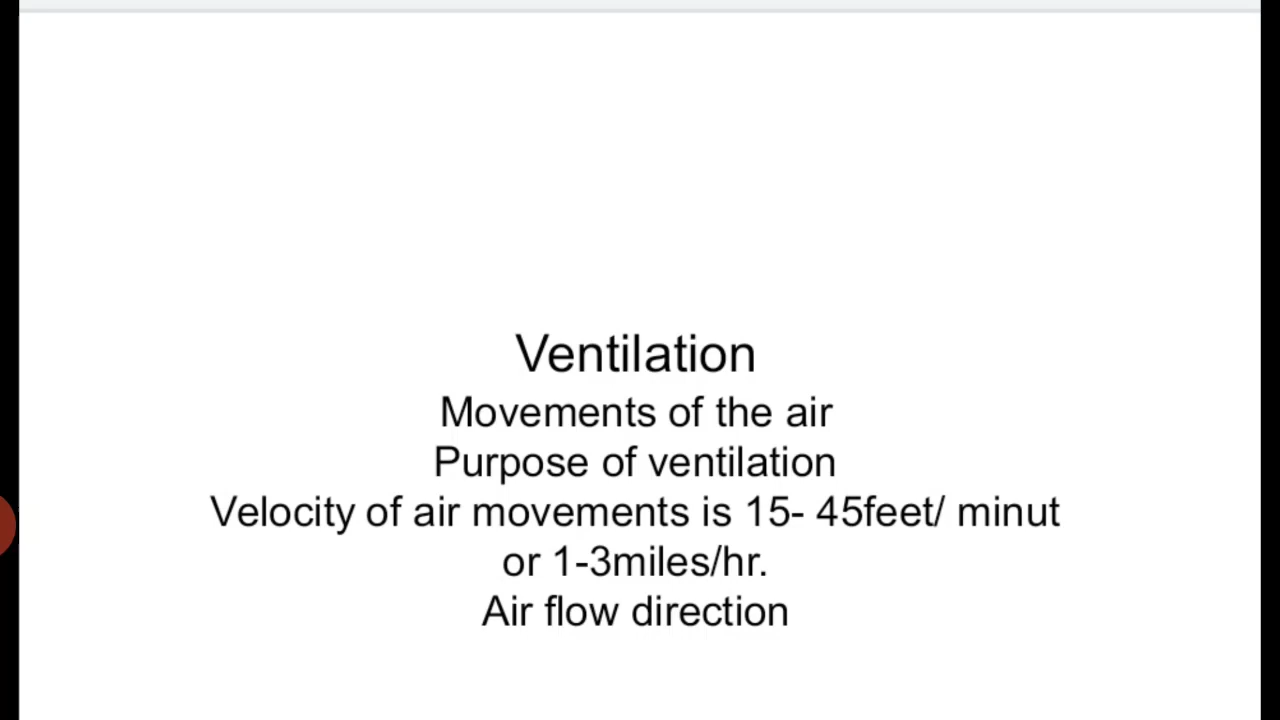 Ventilation
Movements of the air
Purpose of ventilation
Velocity of air movements is 15- 45feet/ minut
or 1-3miles/hr.
Air flow direction